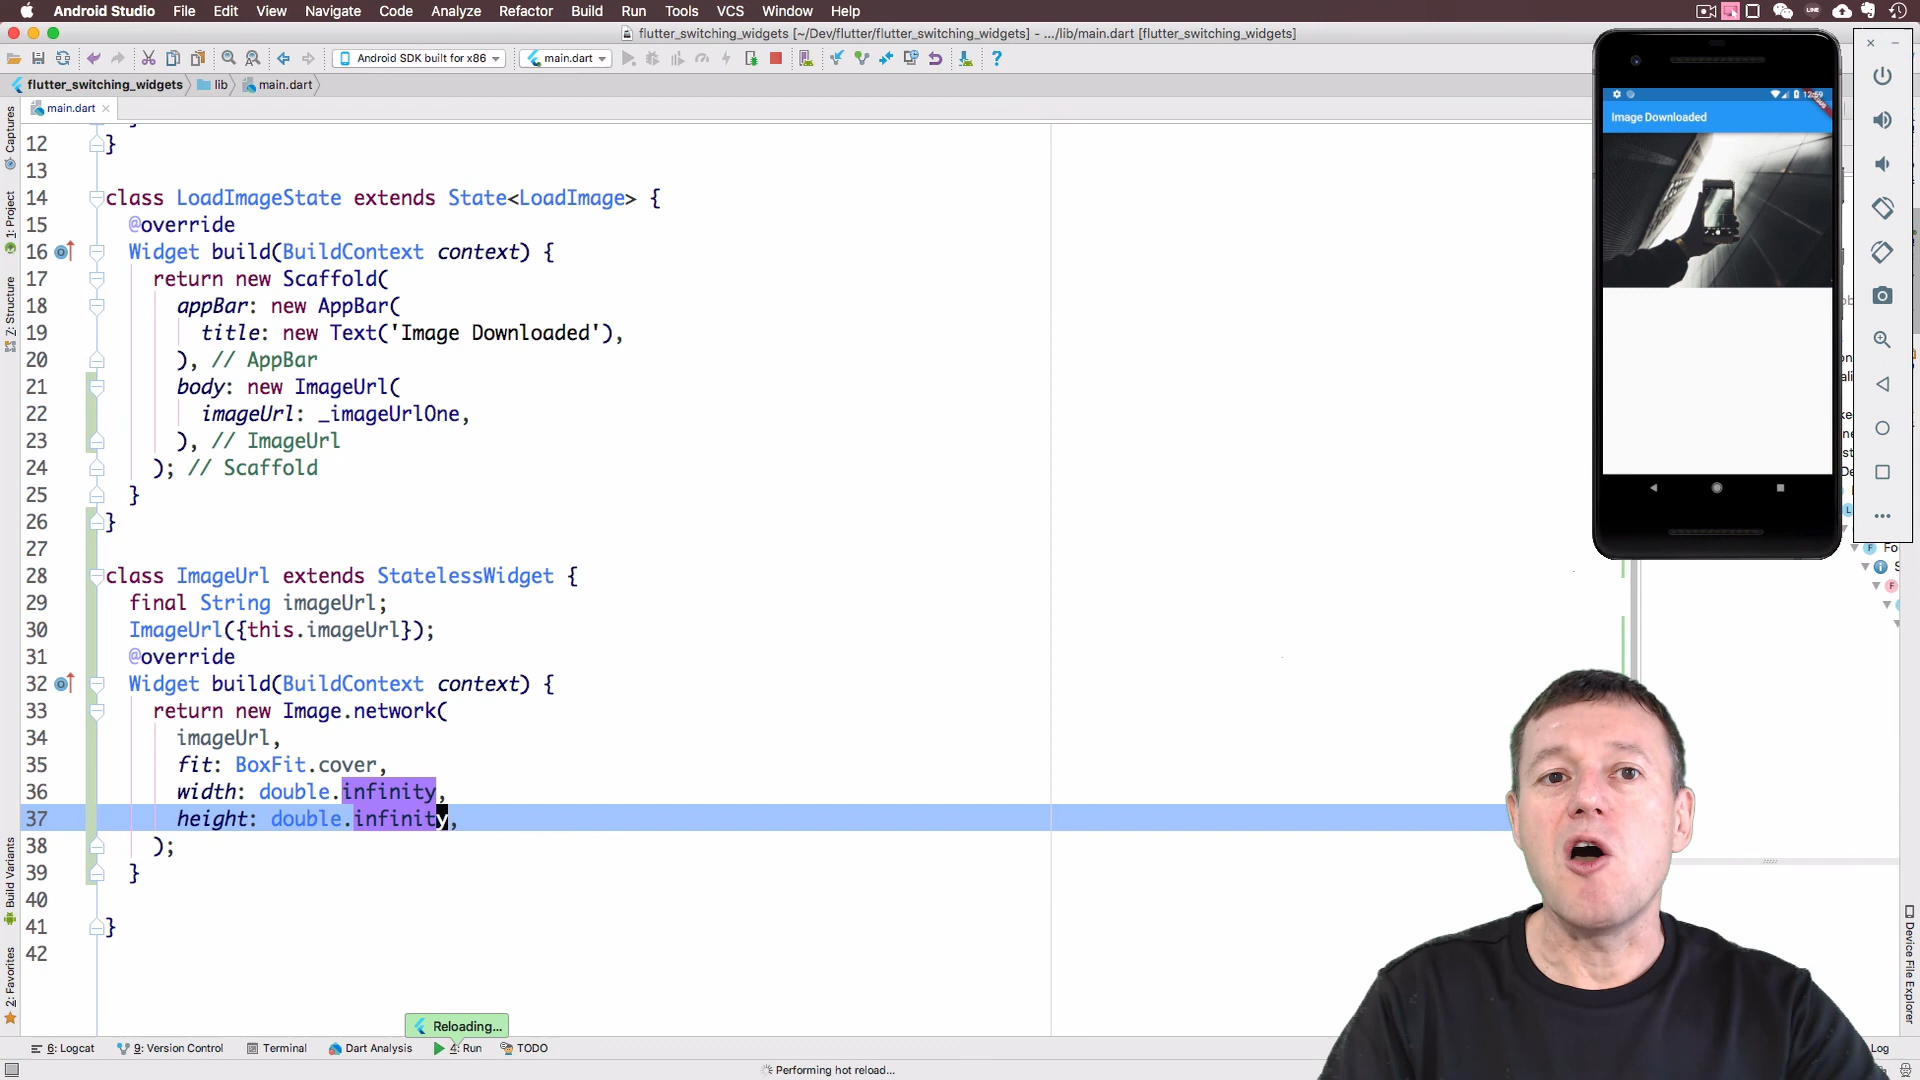 Android Studio File Edit View Navigate Code Analyze Refactor Build Run Tools VCS Window Help
flutter_switching_widgets [~/Dev/flutter/flutter_switching_widgets] - .../lib/main.dart [flutter_switching_widgets]
Android SDK built for x86 main.dart
flutter_switching_widgets lib main.dart
main.dart
Captures
1: Project
7: Structure
Build Variants
2: Favorites
12 }
13
14 class LoadImageState extends State<LoadImage> {
15 @override
16 Widget build(BuildContext context) {
17 return new Scaffold(
18 appBar: new AppBar(
19 title: new Text('Image Downloaded'),
20 ), // AppBar
21 body: new ImageUrl(
22 imageUrl: _imageUrlOne,
23 ), // ImageUrl
24 ); // Scaffold
25 }
26 }
27
28 class ImageUrl extends StatelessWidget {
29 final String imageUrl;
30 ImageUrl({this.imageUrl});
31 @override
32 Widget build(BuildContext context) {
33 return new Image.network(
34 imageUrl,
35 fit: BoxFit.cover,
36 width: double.infinity,
37 height: double.infinity,
38 );
39 }
40
41 }
42
12:59
Image Downloaded
Fo
Device File Explorer
Reloading...
6: Logcat 9: Version Control Terminal Dart Analysis 4: Run TODO
Log
Performing hot reload...